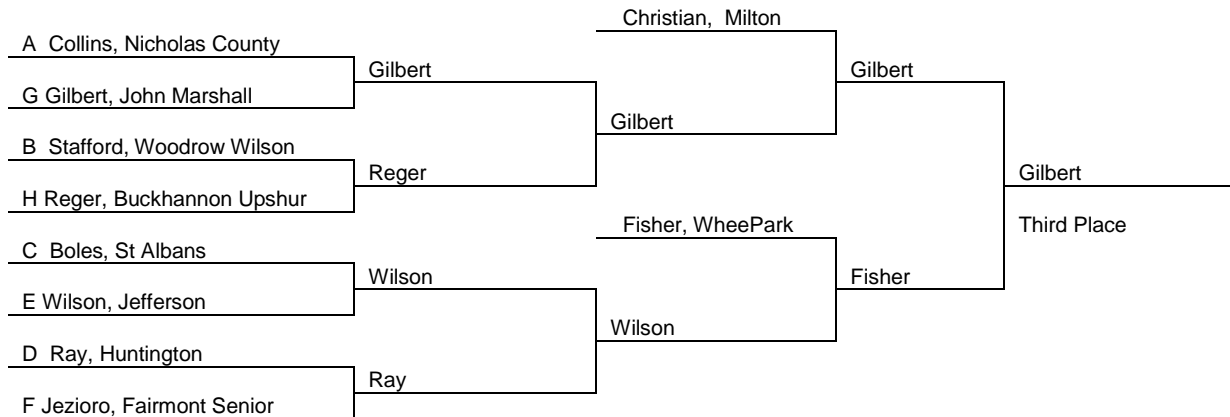 Christian,  Milton
A  Collins, Nicholas County
Gilbert
Gilbert
G Gilbert, John Marshall
Gilbert
B  Stafford, Woodrow Wilson
Reger
Gilbert
H Reger, Buckhannon Upshur
Fisher, WheePark
Third Place
C  Boles, St Albans
Wilson
Fisher
E Wilson, Jefferson
Wilson
D  Ray, Huntington
Ray
F Jezioro, Fairmont Senior